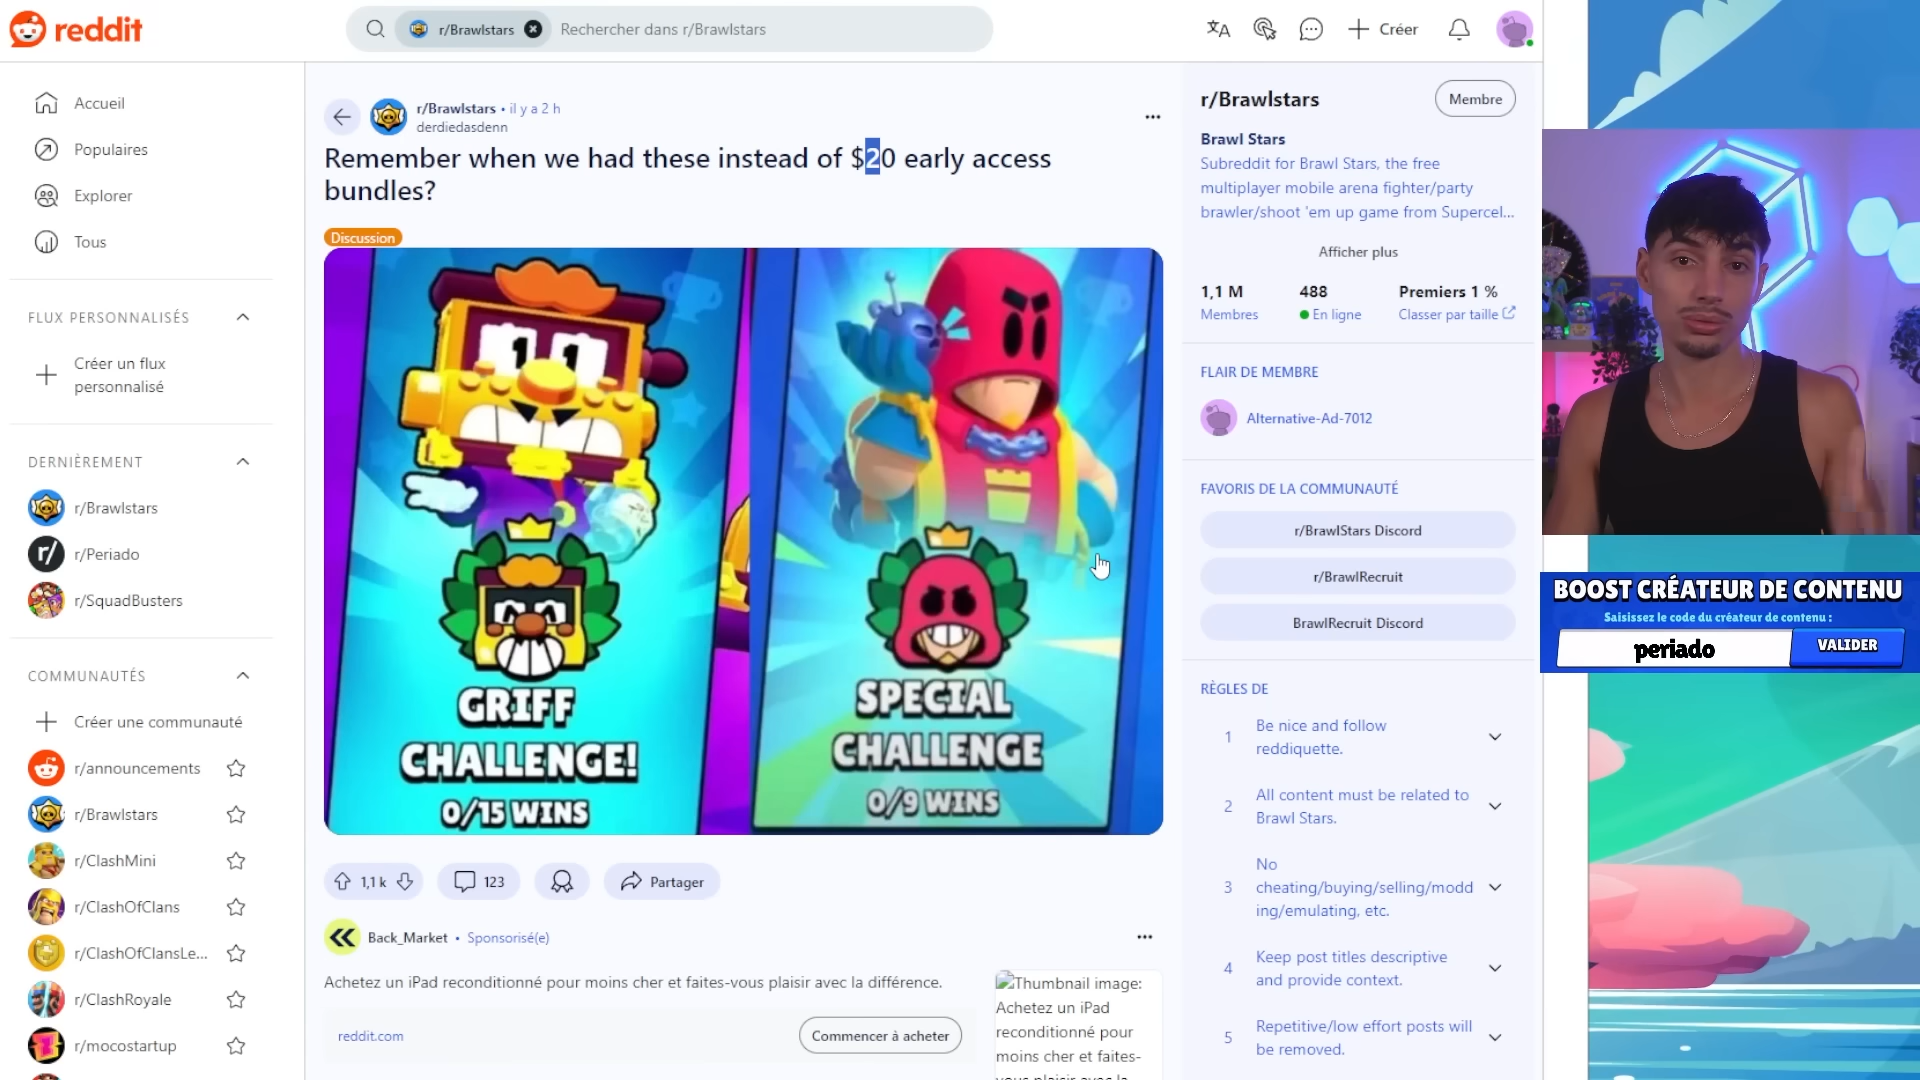 reddit
r/Brawlstars
Rechercher dans r/Brawlstars
Créer
Accueil
Populaires
Explorer
Tous
FLUX PERSONNALISÉS
Créer un flux
personnalisé
DERNIÈREMENT
r/Brawlstars
r/Periado
r/SquadBusters
COMMUNAUTÉS
Créer une communauté
r/announcements
r/Brawlstars
r/ClashMini
r/ClashOfClans
r/ClashOfClansLe...
r/ClashRoyale
r/mocostartup
r/Brawlstars • il y a 2 h
derdiedasdenn
Remember when we had these instead of $20 early access
bundles?
Discussion
GRIFF
CHALLENGE!
0/15 WINS
SPECIAL
CHALLENGE
0/9 WINS
1,1 k
123
Partager
Back_Market • Sponsorisé(e)
Achetez un iPad reconditionné pour moins cher et faites-vous plaisir avec la différence.
reddit.com
Commencer à acheter
Thumbnail image:
Achetez un iPad
reconditionné pour
moins cher et faites-
vous plaisir avec la
r/Brawlstars
Membre
Brawl Stars
Subreddit for Brawl Stars, the free
multiplayer mobile arena fighter/party
brawler/shoot 'em up game from Supercel...
Afficher plus
1,1 M
Membres
488
En ligne
Premiers 1 %
Classer par taille
FLAIR DE MEMBRE
Alternative-Ad-7012
FAVORIS DE LA COMMUNAUTÉ
r/BrawlStars Discord
r/BrawlRecruit
BrawlRecruit Discord
RÈGLES DE
1 Be nice and follow
reddiquette.
2 All content must be related to
Brawl Stars.
3 No
cheating/buying/selling/modd
ing/emulating, etc.
4 Keep post titles descriptive
and provide context.
5 Repetitive/low effort posts will
be removed.
BOOST CRÉATEUR DE CONTENU
Saisissez le code du créateur de contenu :
periado
VALIDER